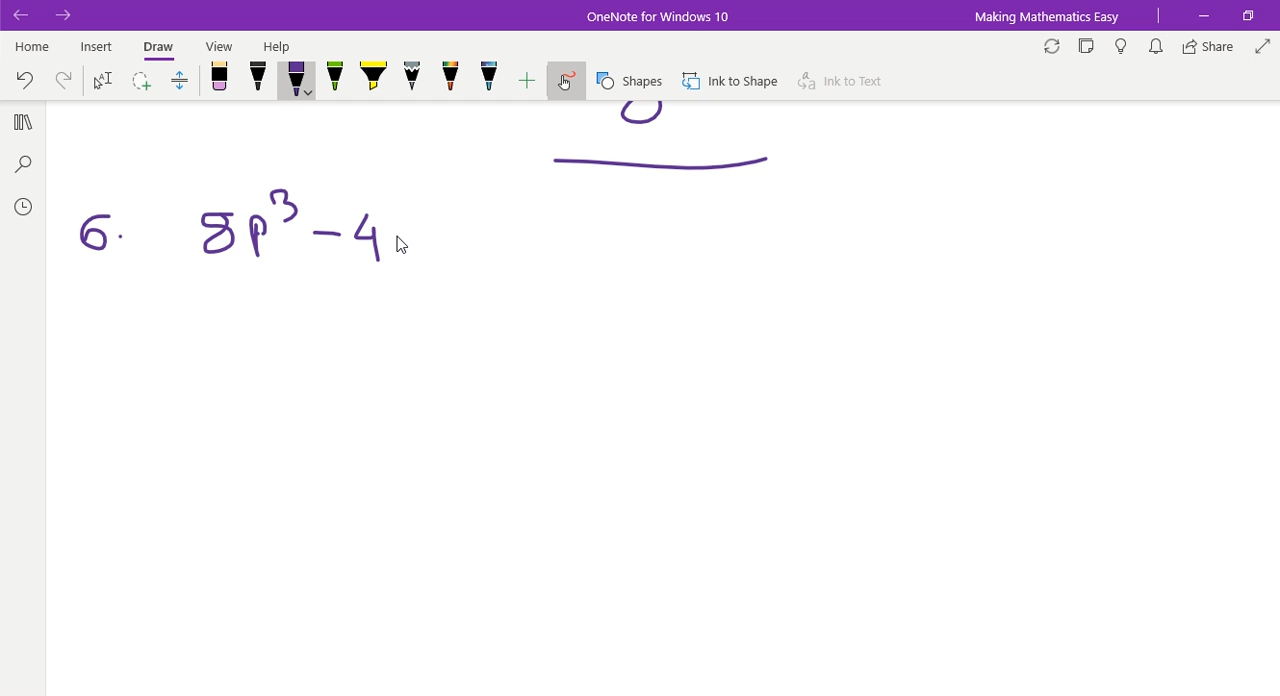 OneNote for Windows 10
Making Mathematics Easy
Home Insert Draw View Help
Share
Shapes Ink to Shape Ink to Text
6. 8p³ - 4